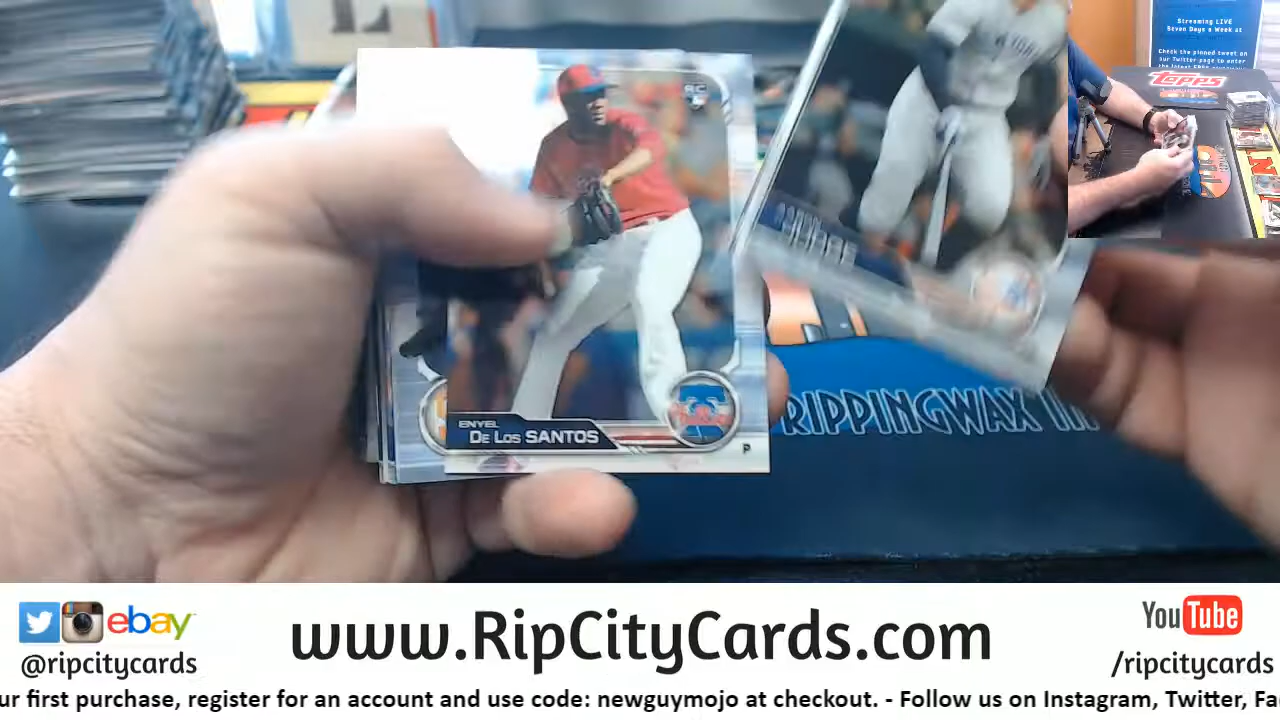 Streaming LIVE
Seven Days a Week at
Check the pinned tweet on
our Twitter page to enter
topps
RC
ENYEL
DE LOS SANTOS
P
JUDGE
RIPPINGWAX
ebay
@ripcitycards
www.RipCityCards.com
YouTube
/ripcitycards
ur first purchase, register for an account and use code: newguymojo at checkout. - Follow us on Instagram, Twitter, Fa